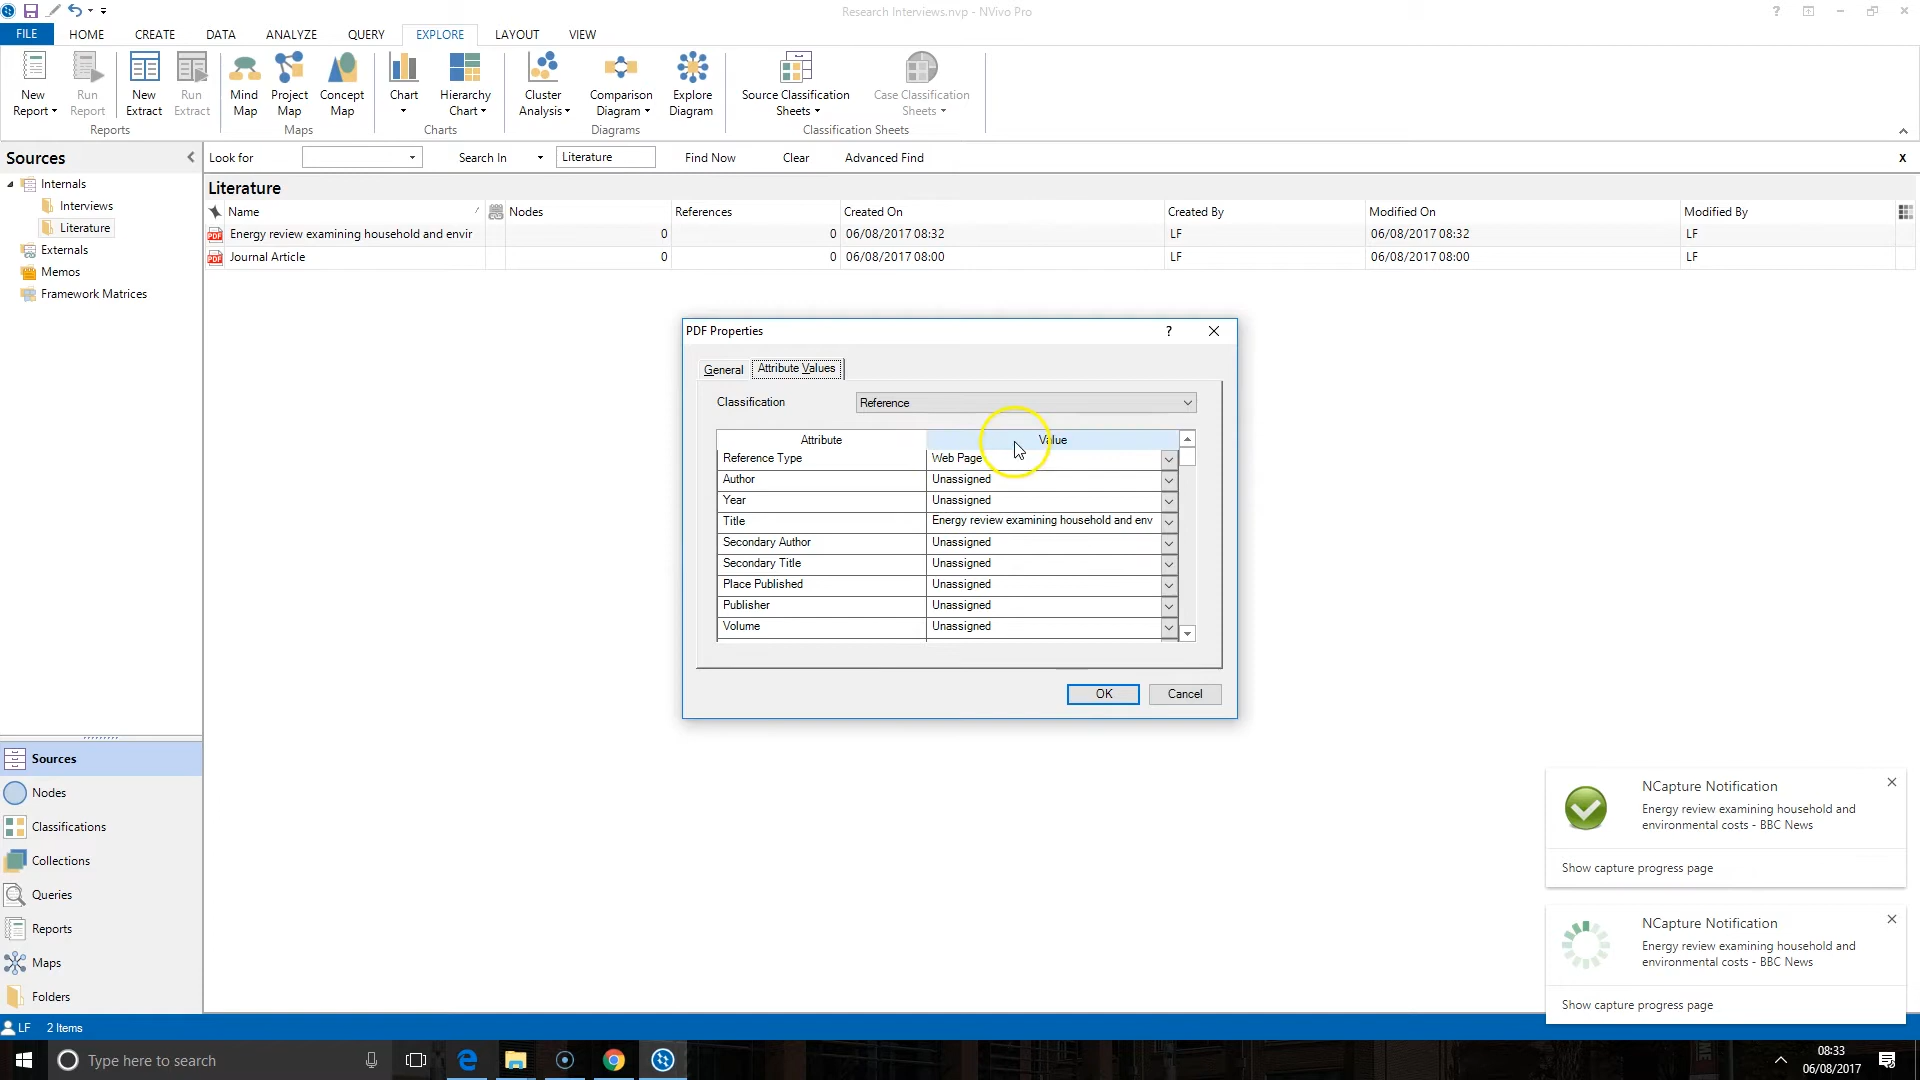 Research Interviews.nvp - NVivo Pro
?
FILE HOME CREATE DATA ANALYZE QUERY EXPLORE LAYOUT VIEW
New Report
Run Report
New Extract
Run Extract
Mind Map
Project Map
Concept Map
Chart
Hierarchy Chart
Cluster Analysis
Comparison Diagram
Explore Diagram
Source Classification Sheets
Case Classification Sheets
Reports Maps Charts Diagrams Classification Sheets
Sources
Look for Search In Literature Find Now Clear Advanced Find x
Internals
Interviews
Literature
Externals
Memos
Framework Matrices
Literature
Name Nodes References Created On Created By Modified On Modified By
PDF Energy review examining household and envir 0 0 06/08/2017 08:32 LF 06/08/2017 08:32 LF
PDF Journal Article 0 0 06/08/2017 08:00 LF 06/08/2017 08:00 LF
PDF Properties ?
General Attribute Values
Classification Reference
Attribute Value
Reference Type Web Page
Author Unassigned
Year Unassigned
Title Energy review examining household and env
Secondary Author Unassigned
Secondary Title Unassigned
Place Published Unassigned
Publisher Unassigned
Volume Unassigned
OK Cancel
Sources
Nodes
Classifications
Collections
Queries
Reports
Maps
Folders
NCapture Notification
Energy review examining household and
environmental costs - BBC News
Show capture progress page
NCapture Notification
Energy review examining household and
environmental costs - BBC News
Show capture progress page
LF 2 Items
Type here to search
08:33
06/08/2017